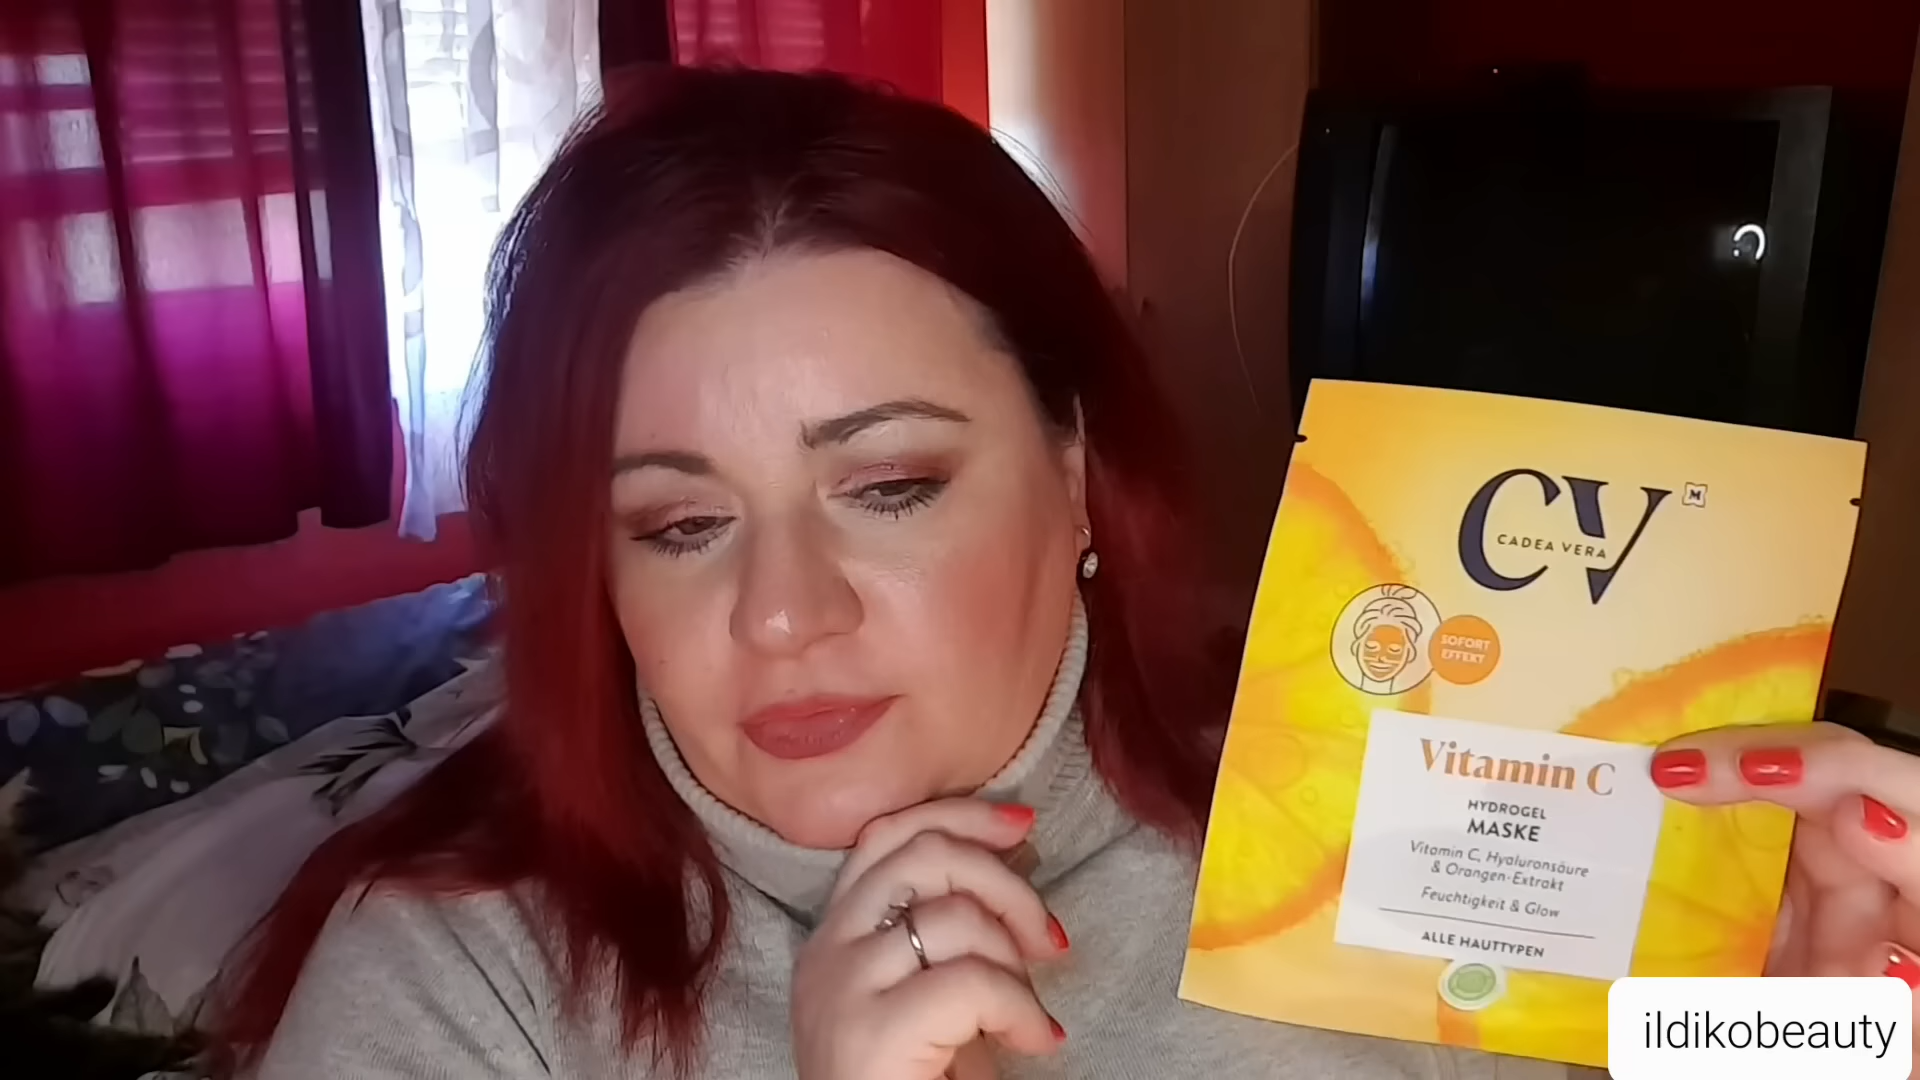 CV
M
CADEA VERA
SOFORT
EFFEKT
Vitamin C
HYDROGEL
MASKE
Vitamin C, Hyaluronsäure
& Orangen-Extrakt
Feuchtigkeit & Glow
ALLE HAUTTYPEN
ildikobeauty